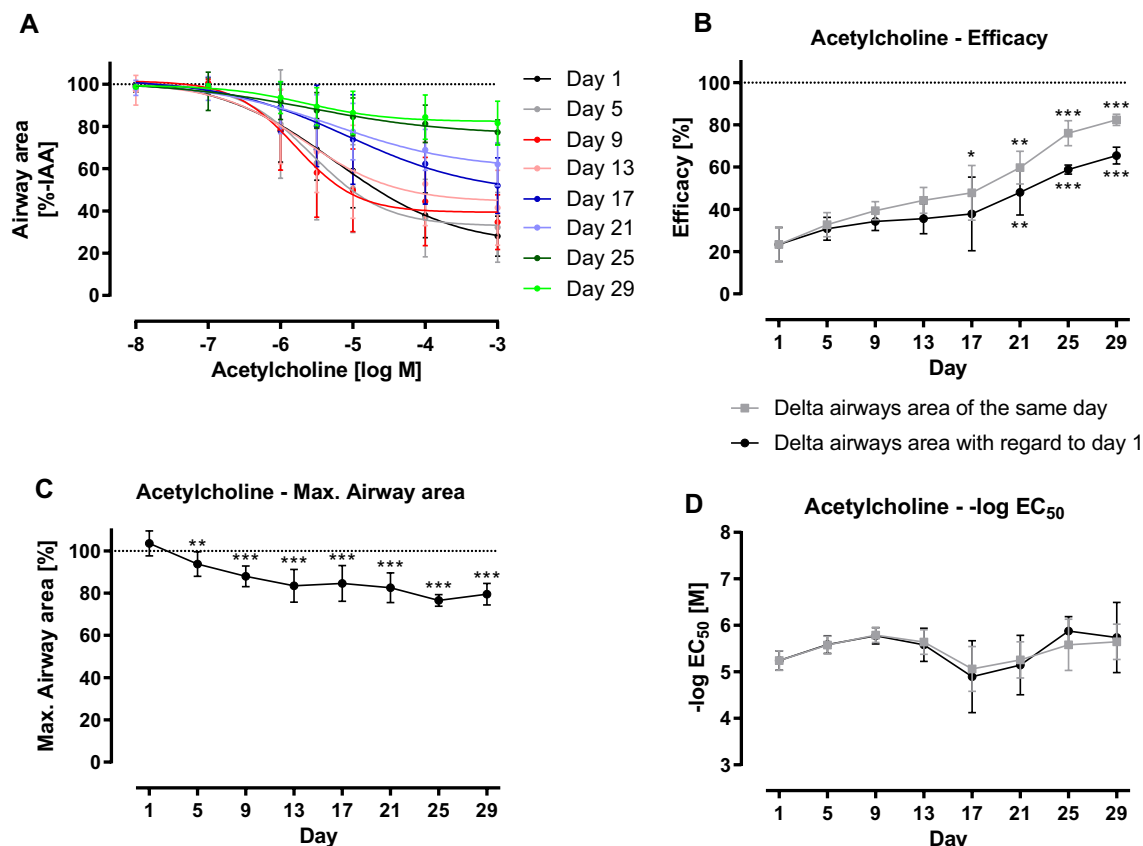 A
Airway area
[%-IAA]
100
80
60
40
20
0
-8 -7 -6 -5 -4 -3
Acetylcholine [log M]
Day 1
Day 5
Day 9
Day 13
Day 17
Day 21
Day 25
Day 29
B
Acetylcholine - Efficacy
Efficacy [%]
100
80
60
40
20
0
* ** *** ***
** *** ***
1 5 9 13 17 21 25 29
Day
Delta airways area of the same day
Delta airways area with regard to day 1
C
Acetylcholine - Max. Airway area
Max. Airway area [%]
100
80
60
40
20
0
** *** *** *** *** *** ***
1 5 9 13 17 21 25 29
Day
D
Acetylcholine - -log EC50
-log EC50 [M]
8
7
6
5
4
3
1 5 9 13 17 21 25 29
Day